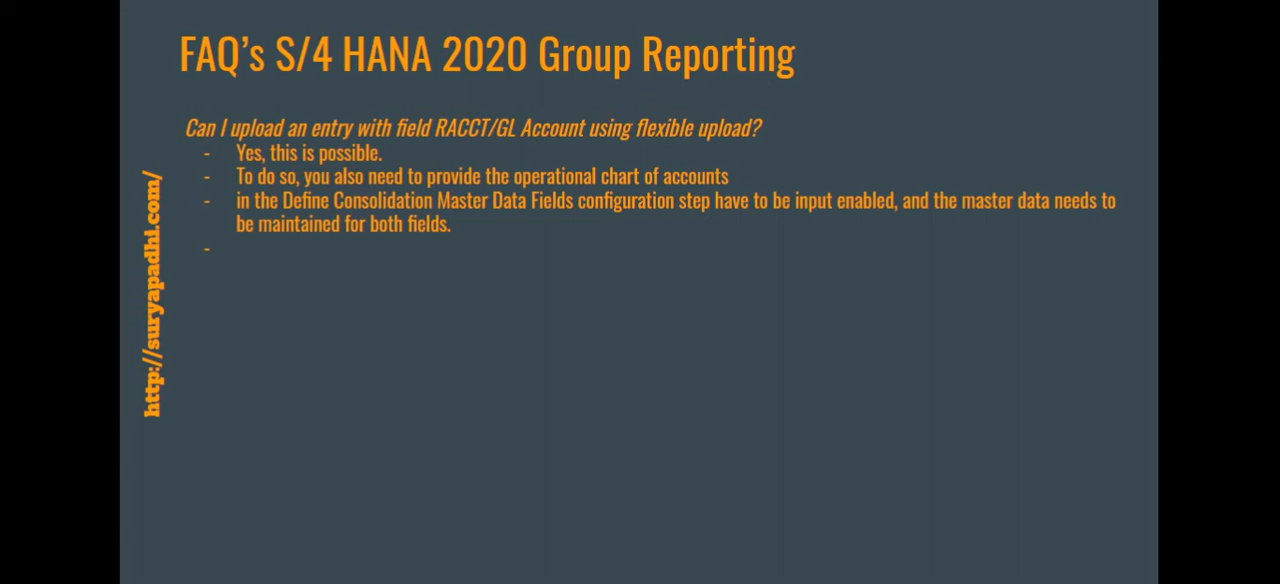 FAQ's S/4 HANA 2020 Group Reporting
Can I upload an entry with field RACCT/GL Account using flexible upload?
- Yes, this is possible.
- To do so, you also need to provide the operational chart of accounts
- in the Define Consolidation Master Data Fields configuration step have to be input enabled, and the master data needs to
be maintained for both fields.
-
http://suryapadhi.com/